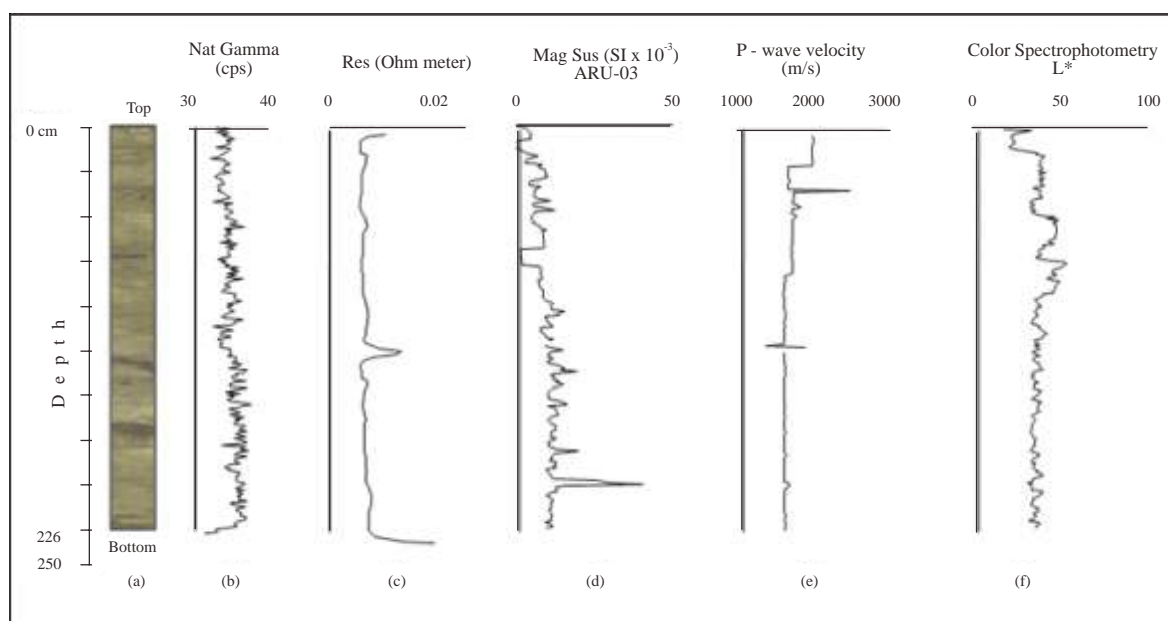 Nat Gamma
(cps)
Res (Ohm meter)
Mag Sus (SI x 10⁻³)
ARU-03
P - wave velocity
(m/s)
Color Spectrophotometry
L*
30 40
0 0.02
0 50
1000 2000 3000
0 50 100
Top
0 cm
Depth
226
Bottom
250
(a) (b) (c) (d) (e) (f)